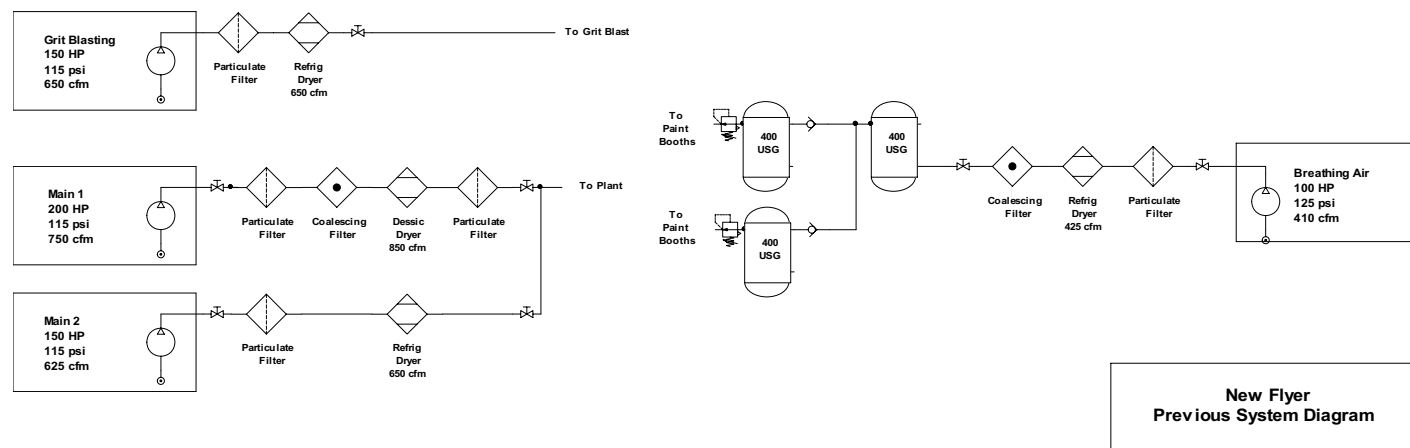 Grit Blasting
150 HP
115 psi
650 cfm
Particulate
Filter
Refrig
Dryer
650 cfm
To Grit Blast
Main 1
200 HP
115 psi
750 cfm
Particulate
Filter
Coalescing
Filter
Dessic
Dryer
850 cfm
Particulate
Filter
To Plant
Main 2
150 HP
115 psi
625 cfm
Particulate
Filter
Refrig
Dryer
650 cfm
To
Paint
Booths
400
USG
400
USG
To
Paint
Booths
400
USG
Coalescing
Filter
Refrig
Dryer
425 cfm
Particulate
Filter
Breathing Air
100 HP
125 psi
410 cfm
New Flyer
Previous System Diagram